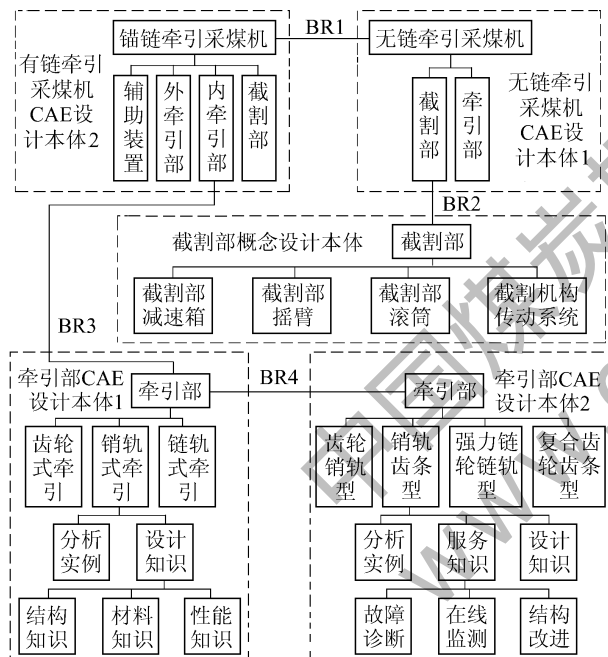 锚链牵引采煤机
BR1
无链牵引采煤机
有链牵引
采煤机
CAE设
计本体2
辅助装置
外牵引部
内牵引部
截割部
截割部
牵引部
无链牵引
采煤机
CAE设
计本体1
BR2
截割部概念设计本体
截割部
截割部
减速箱
截割部
摇臂
截割部
滚筒
截割机构
传动系统
BR3
牵引部CAE
设计本体1
牵引部
BR4
牵引部
牵引部CAE
设计本体2
齿轮
式牵
引
销轨
式牵
引
链轨
式牵
引
齿轮
销轨
型
销轨
齿条
型
强力链
轮链轨
型
复合齿
轮齿条
型
分析
实例
设计
知识
分析
实例
服务
知识
设计
知识
结构
知识
材料
知识
性能
知识
故障
诊断
在线
监测
结构
改进